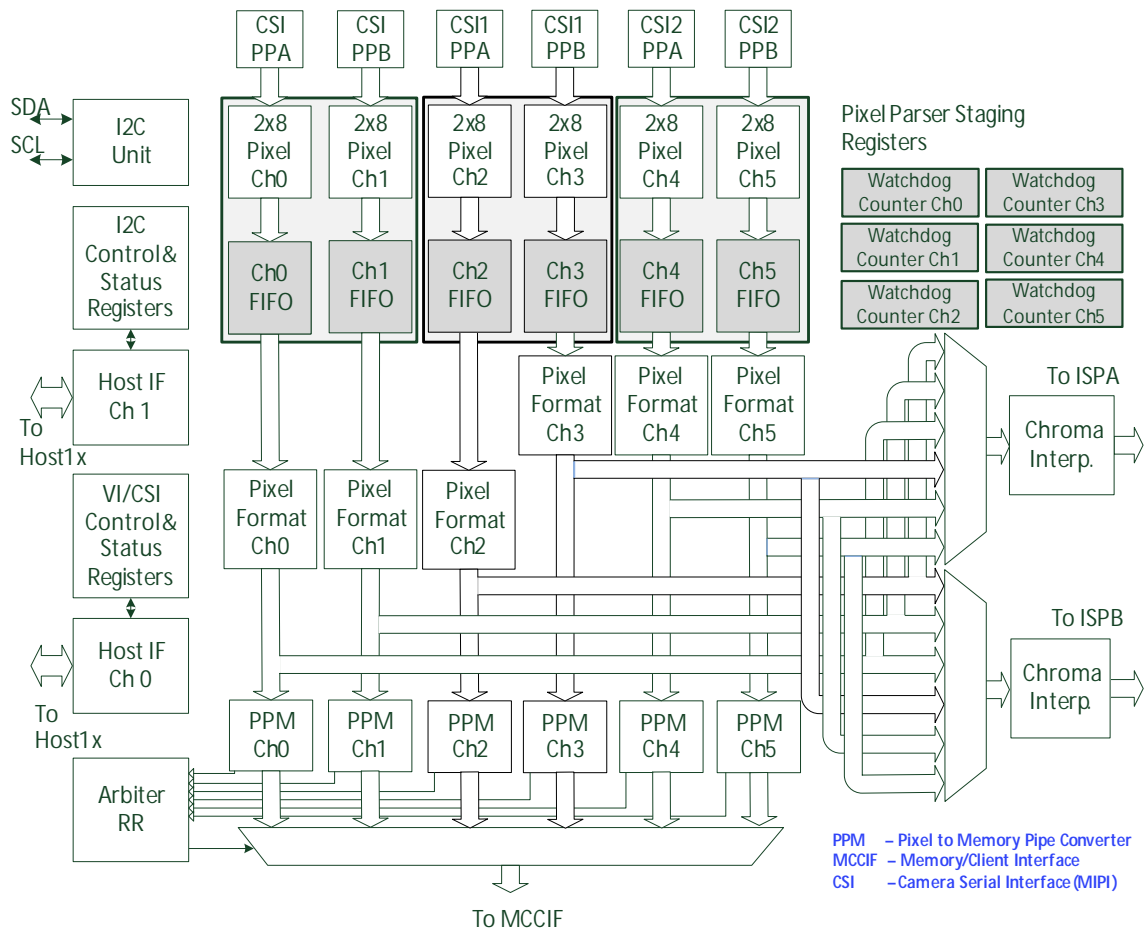 CSI
PPA
CSI
PPB
CSI1
PPA
CSI1
PPB
CSI2
PPA
CSI2
PPB
SDA
SCL
I2C
Unit
2x8
Pixel
Ch0
2x8
Pixel
Ch1
2x8
Pixel
Ch2
2x8
Pixel
Ch3
2x8
Pixel
Ch4
2x8
Pixel
Ch5
Pixel Parser Staging
Registers
Watchdog
Counter Ch0
Watchdog
Counter Ch3
Watchdog
Counter Ch1
Watchdog
Counter Ch4
Watchdog
Counter Ch2
Watchdog
Counter Ch5
I2C
Control &
Status
Registers
Ch0
FIFO
Ch1
FIFO
Ch2
FIFO
Ch3
FIFO
Ch4
FIFO
Ch5
FIFO
Host IF
Ch 1
To
Host1x
Pixel
Format
Ch3
Pixel
Format
Ch4
Pixel
Format
Ch5
To ISPA
Chroma
Interp.
VI/CSI
Control &
Status
Registers
Pixel
Format
Ch0
Pixel
Format
Ch1
Pixel
Format
Ch2
Host IF
Ch 0
To
Host1x
To ISPB
Chroma
Interp.
PPM
Ch0
PPM
Ch1
PPM
Ch2
PPM
Ch3
PPM
Ch4
PPM
Ch5
Arbiter
RR
To MCCIF
PPM – Pixel to Memory Pipe Converter
MCCIF – Memory/Client Interface
CSI – Camera Serial Interface (MIPI)